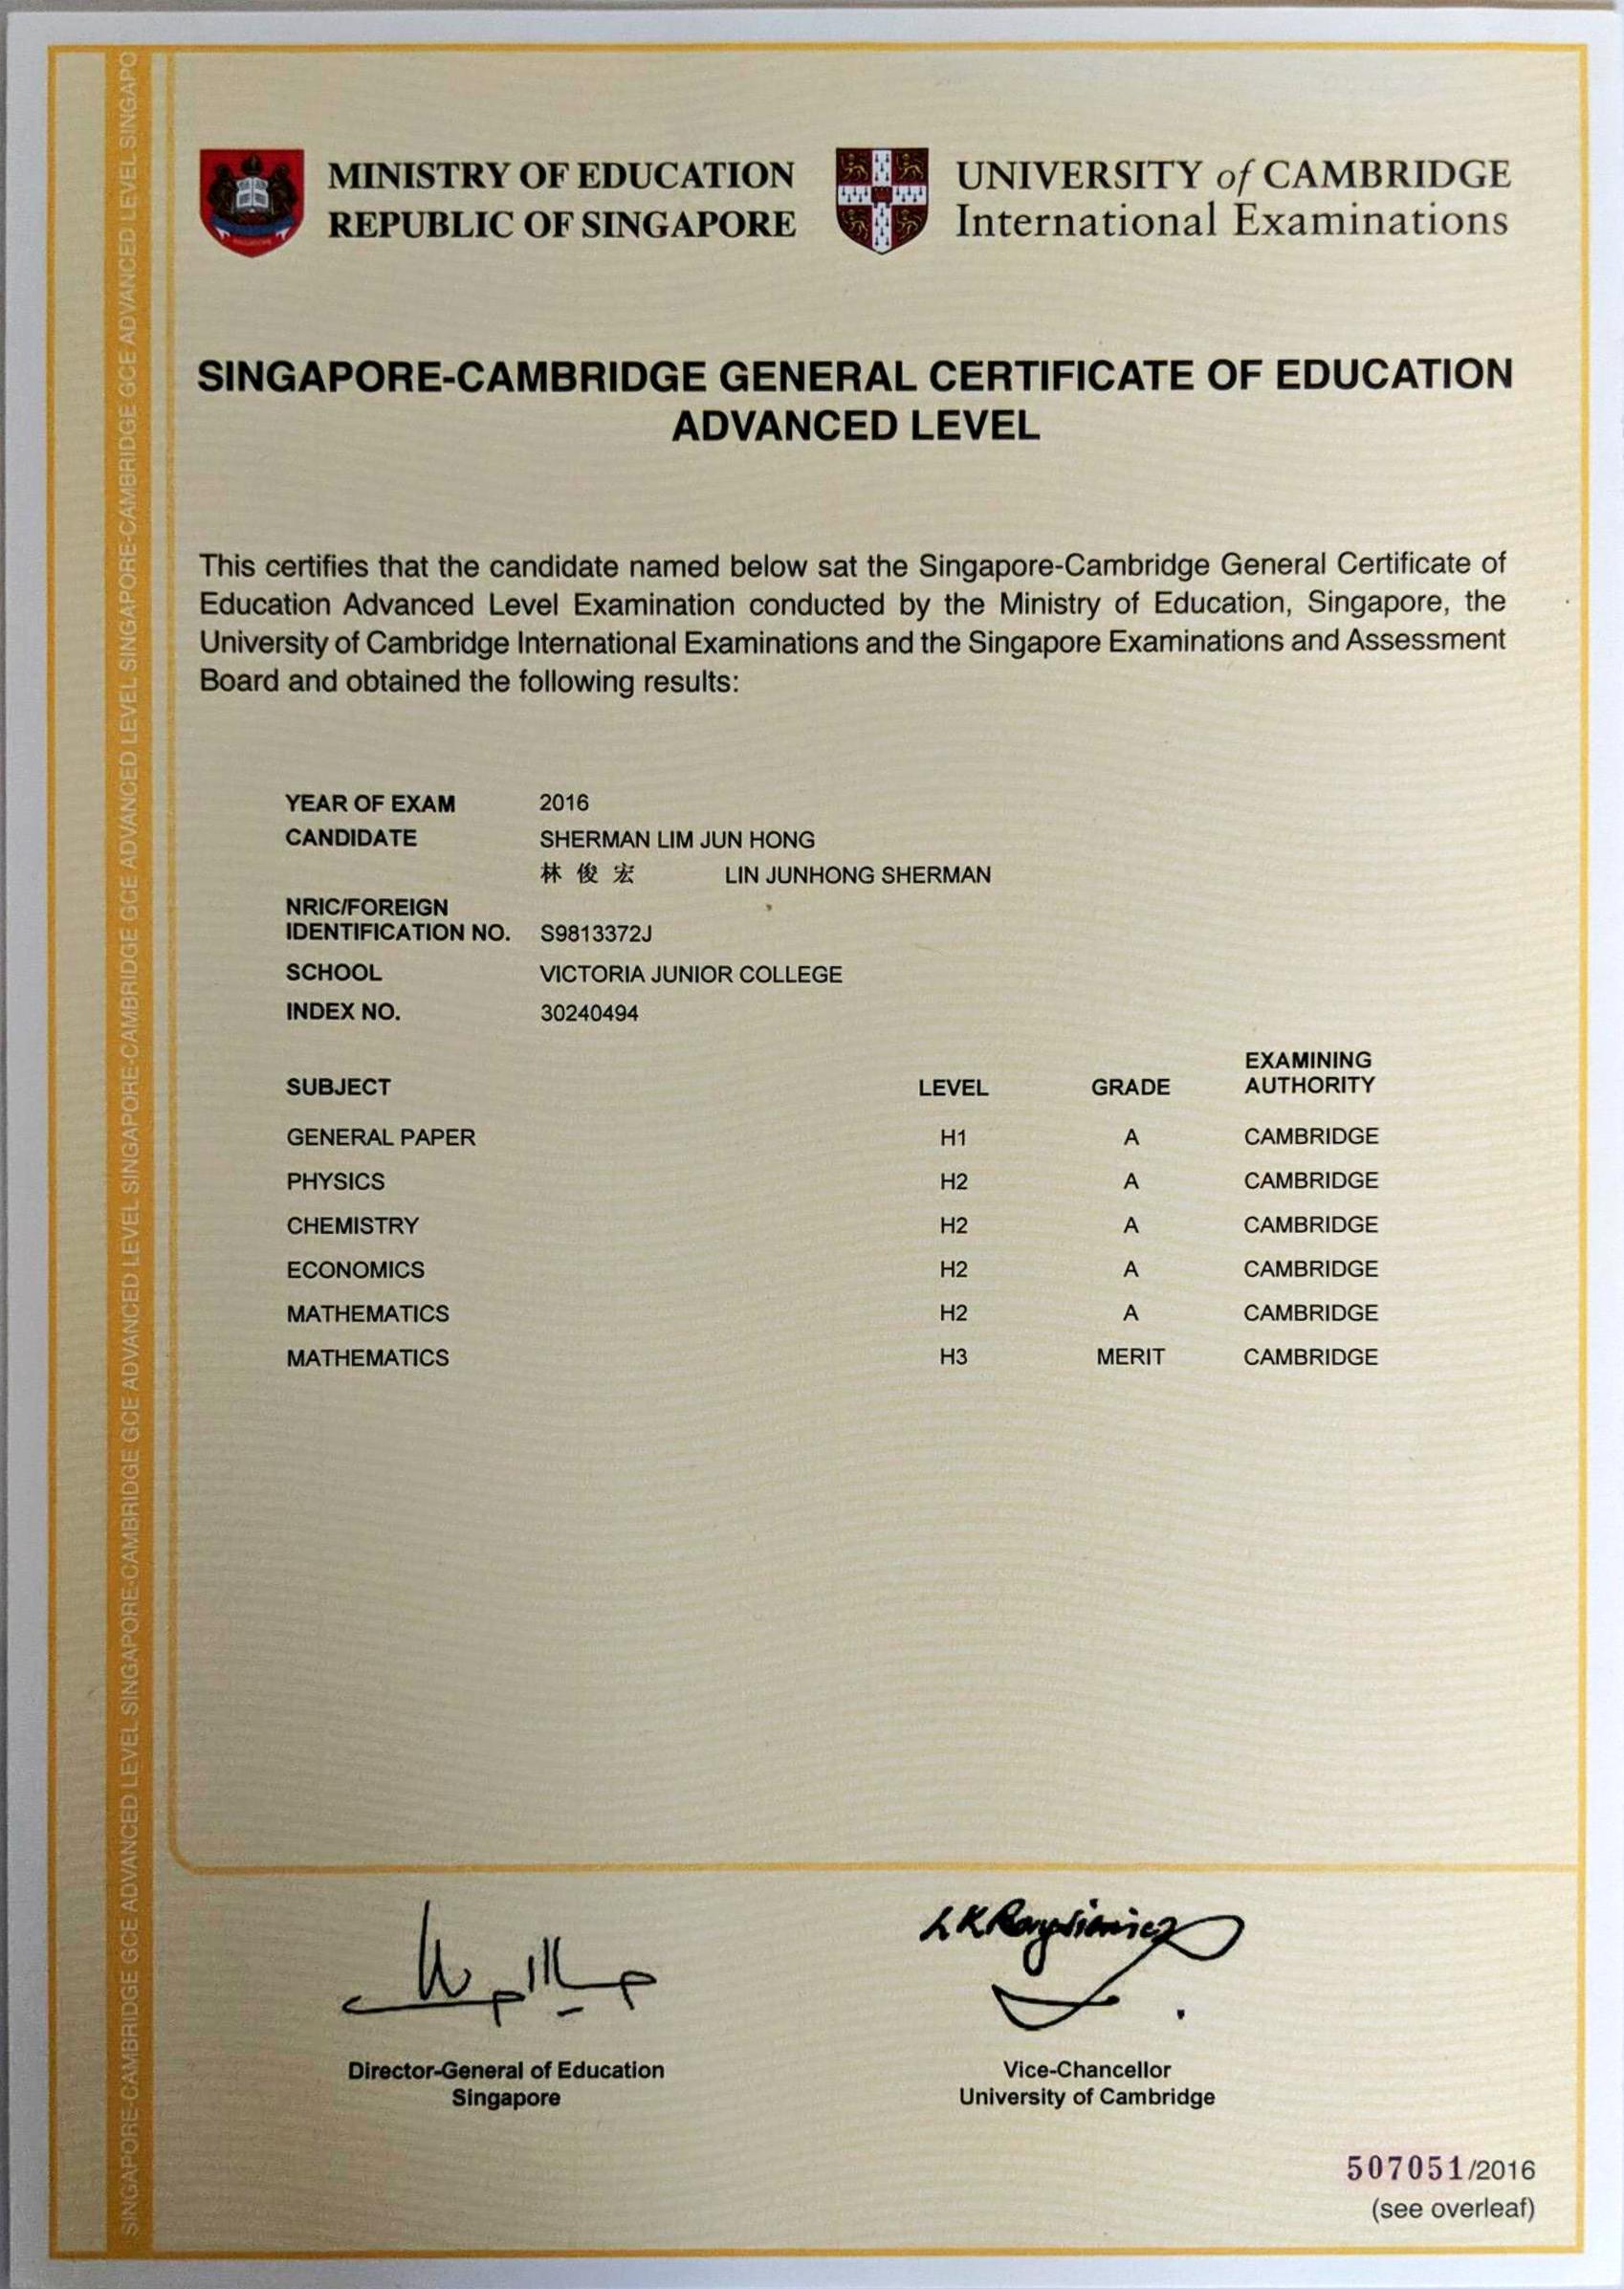 MINISTRY OF EDUCATION
REPUBLIC OF SINGAPORE
UNIVERSITY of CAMBRIDGE
International Examinations
SINGAPORE-CAMBRIDGE GENERAL CERTIFICATE OF EDUCATION
ADVANCED LEVEL
This certifies that the candidate named below sat the Singapore-Cambridge General Certificate of
Education Advanced Level Examination conducted by the Ministry of Education, Singapore, the
University of Cambridge International Examinations and the Singapore Examinations and Assessment
Board and obtained the following results:
YEAR OF EXAM 2016
CANDIDATE SHERMAN LIM JUN HONG
林 俊 宏 LIN JUNHONG SHERMAN
NRIC/FOREIGN
IDENTIFICATION NO. S9813372J
SCHOOL VICTORIA JUNIOR COLLEGE
INDEX NO. 30240494
SUBJECT LEVEL GRADE EXAMINING AUTHORITY
GENERAL PAPER H1 A CAMBRIDGE
PHYSICS H2 A CAMBRIDGE
CHEMISTRY H2 A CAMBRIDGE
ECONOMICS H2 A CAMBRIDGE
MATHEMATICS H2 A CAMBRIDGE
MATHEMATICS H3 MERIT CAMBRIDGE
Director-General of Education
Singapore
Vice-Chancellor
University of Cambridge
507051/2016
(see overleaf)
SINGAPORE-CAMBRIDGE GCE ADVANCED LEVEL SINGAPORE-CAMBRIDGE GCE ADVANCED LEVEL SINGAPORE-CAMBRIDGE GCE ADVANCED LEVEL SINGAPORE-CAMBRIDGE GCE ADVANCED LEVEL SINGAPORE-CAMBRIDGE GCE ADVANCED LEVEL SINGAPO